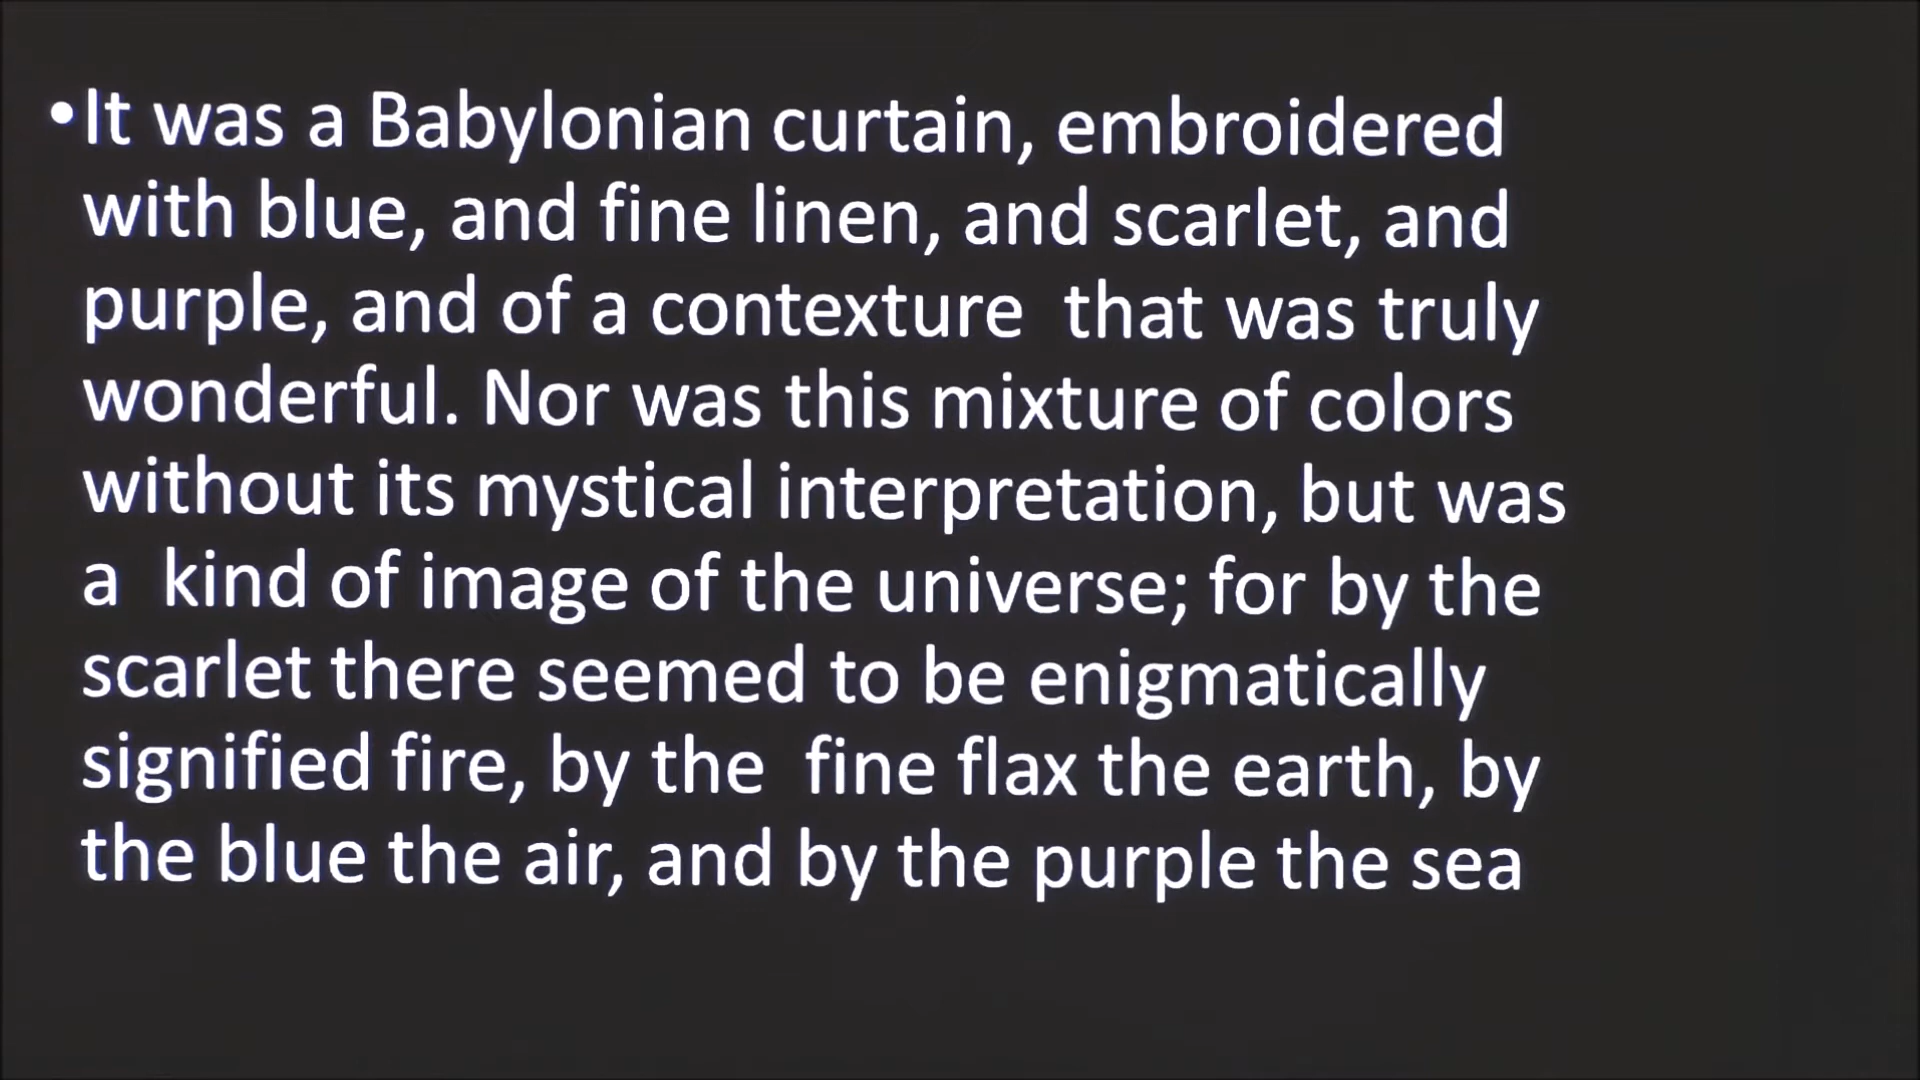 •It was a Babylonian curtain, embroidered
with blue, and fine linen, and scarlet, and
purple, and of a contexture  that was truly
wonderful. Nor was this mixture of colors
without its mystical interpretation, but was
a  kind of image of the universe; for by the
scarlet there seemed to be enigmatically
signified fire, by the  fine flax the earth, by
the blue the air, and by the purple the sea